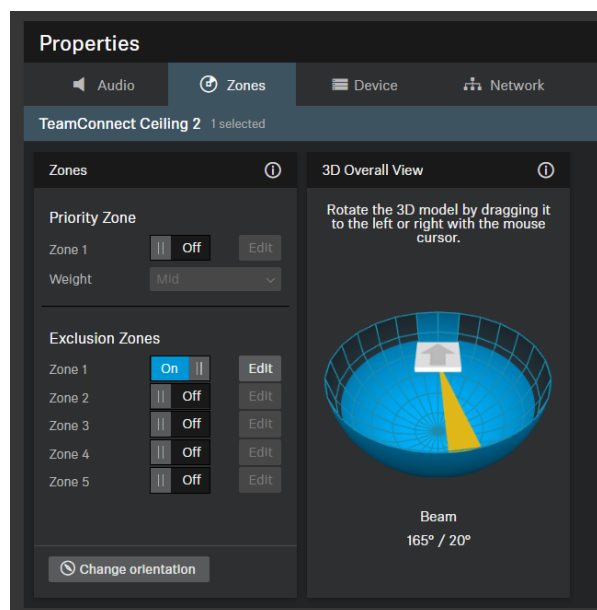 Properties
Audio
Zones
Device
Network
TeamConnect Ceiling 2 1 selected
Zones
Priority Zone
Zone 1 Off Edit
Weight Mid
Exclusion Zones
Zone 1 On Edit
Zone 2 Off Edit
Zone 3 Off Edit
Zone 4 Off Edit
Zone 5 Off Edit
Change orientation
3D Overall View
Rotate the 3D model by dragging it
to the left or right with the mouse
cursor.
Beam
165° / 20°